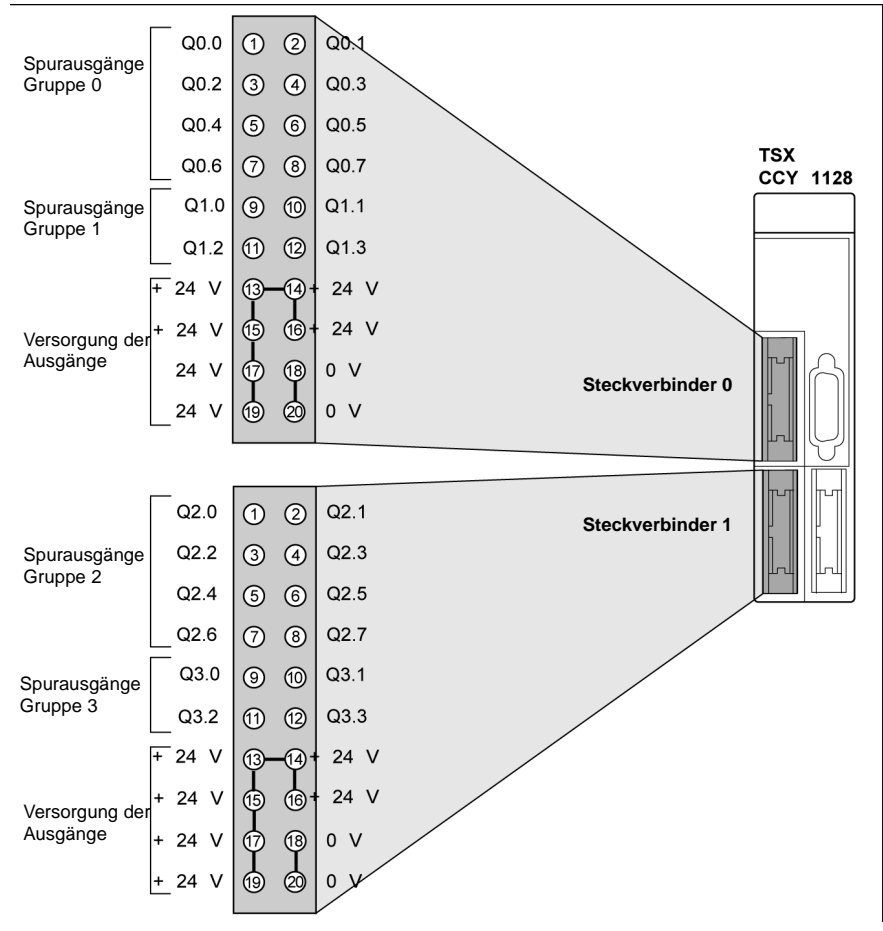 Q0.0 1 2 Q0.1
Spurausgänge
Gruppe 0
Q0.2 3 4 Q0.3
Q0.4 5 6 Q0.5
Q0.6 7 8 Q0.7
Spurausgänge
Gruppe 1
Q1.0 9 10 Q1.1
Q1.2 11 12 Q1.3
+ 24 V 13 14 + 24 V
+ 24 V 15 16 + 24 V
Versorgung der
Ausgänge
24 V 17 18 0 V
24 V 19 20 0 V
TSX
CCY 1128
Steckverbinder 0
Steckverbinder 1
Q2.0 1 2 Q2.1
Q2.2 3 4 Q2.3
Spurausgänge
Gruppe 2
Q2.4 5 6 Q2.5
Q2.6 7 8 Q2.7
Q3.0 9 10 Q3.1
Spurausgänge
Gruppe 3
Q3.2 11 12 Q3.3
+ 24 V 13 14 + 24 V
+ 24 V 15 16 + 24 V
Versorgung der
Ausgänge
+ 24 V 17 18 0 V
+ 24 V 19 20 0 V